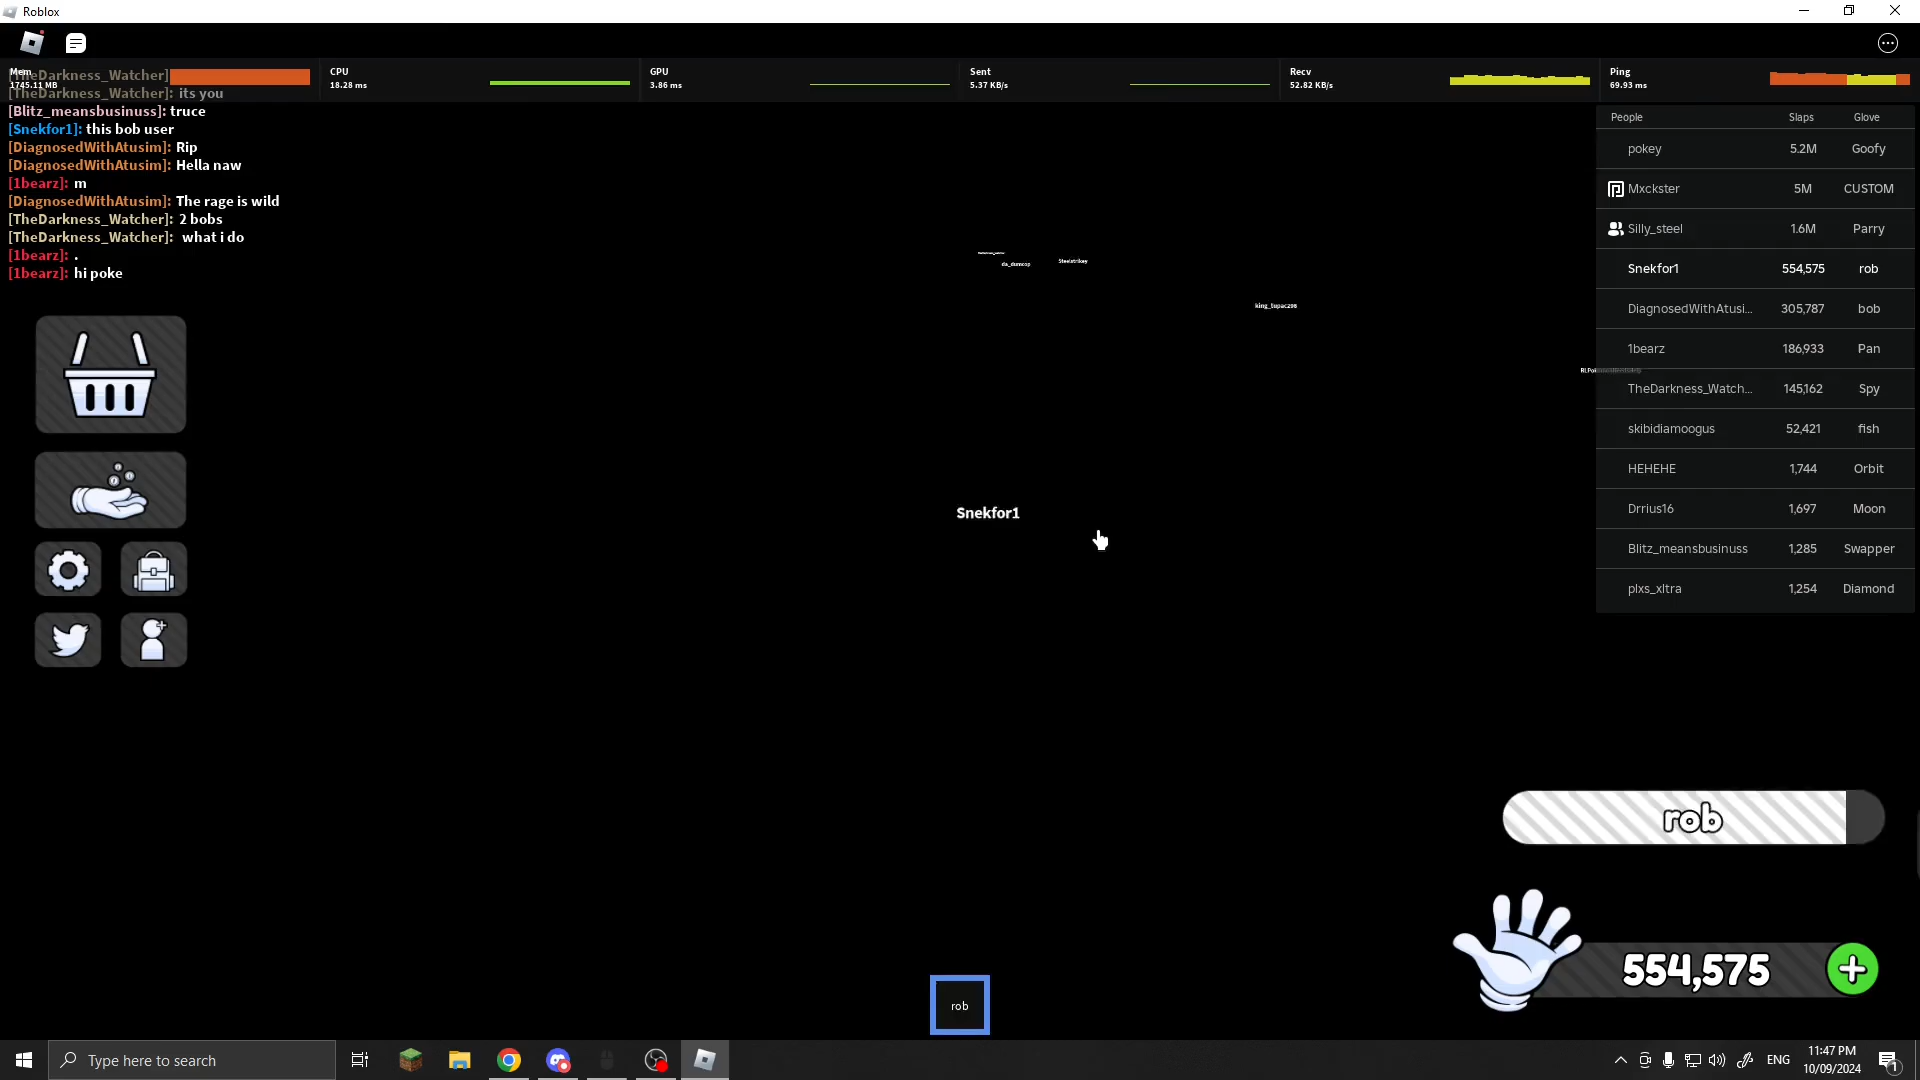 Roblox
Mem
1745.11 MB
CPU
18.28 ms
GPU
3.86 ms
Sent
5.37 KB/s
Recv
52.82 KB/s
Ping
69.93 ms
[TheDarkness_Watcher]
[TheDarkness_Watcher]: its you
[Blitz_meansbusinuss]: truce
[Snekfor1]: this bob user
[DiagnosedWithAtusim]: Rip
[DiagnosedWithAtusim]: Hella naw
[1bearz]: m
[DiagnosedWithAtusim]: The rage is wild
[TheDarkness_Watcher]: 2 bobs
[TheDarkness_Watcher]: what i do
[1bearz]: .
[1bearz]: hi poke
People Slaps Glove
pokey 5.2M Goofy
Mxckster 5M CUSTOM
Silly_steel 1.6M Parry
Snekfor1 554,575 rob
DiagnosedWithAtusi... 305,787 bob
1bearz 186,933 Pan
TheDarkness_Watch... 145,162 Spy
skibidiamoogus 52,421 fish
HEHEHE 1,744 Orbit
Drrius16 1,697 Moon
Blitz_meansbusinuss 1,285 Swapper
plxs_xltra 1,254 Diamond
da_dumcop
Steelstrikey
king_tupac298
Snekfor1
rob
554,575
rob
Type here to search
ENG
11:47 PM
10/09/2024
1